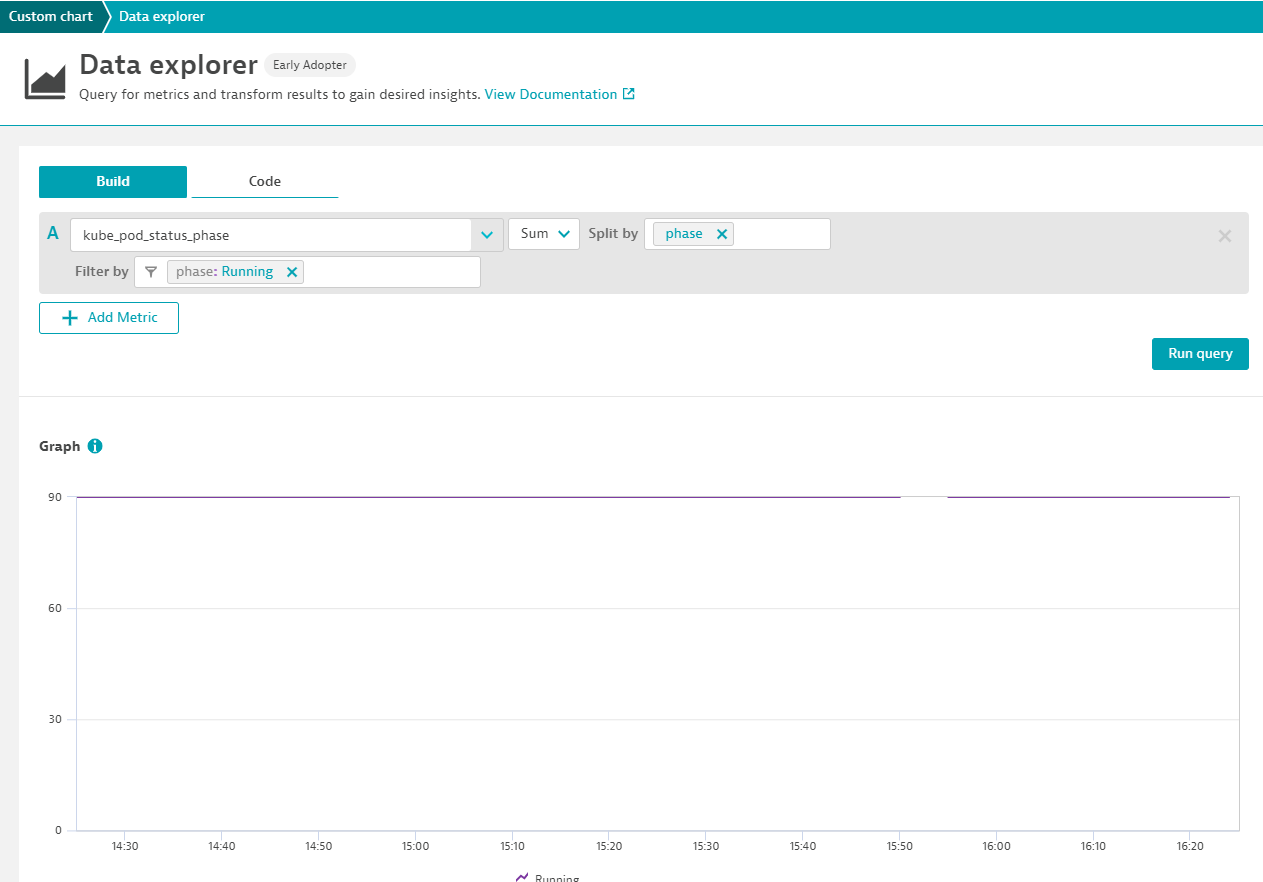 Custom chart Data explorer
Data explorer Early Adopter
Query for metrics and transform results to gain desired insights. View Documentation
Build Code
A kube_pod_status_phase Sum Split by phase
Filter by phase: Running
Add Metric
Run query
Graph
90
60
30
0
14:30 14:40 14:50 15:00 15:10 15:20 15:30 15:40 15:50 16:00 16:10 16:20
Running